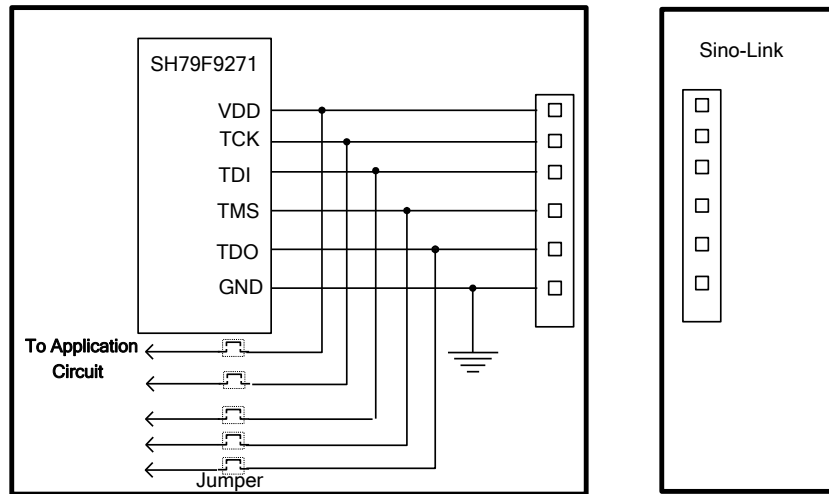 SH79F9271
VDD
TCK
TDI
TMS
TDO
GND
To Application
Circuit
Jumper
Sino-Link